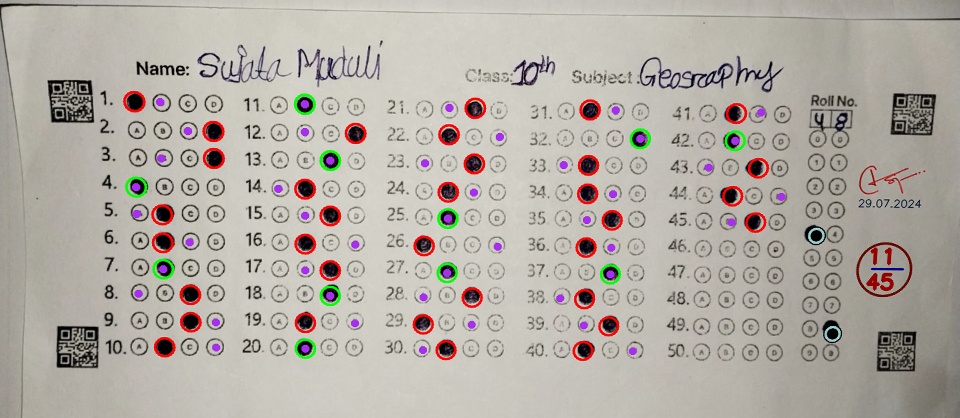 Name: Sujata Muduli Class: 10th Subject: Geography
Roll No.
4 8
1. C D
2. A B
3. A C
4. B C D
5. C D
6. A D
7. A C D
8. B D
9. A B
10. A C
11. A C D
12. A C
13. A B D
14. C D
15. A D
16. A C
17. A D
18. A B D
19. A C
20. A C D
21. A D
22. A C
23. B D
24. A D
25. A C D
26. B C
27. A C D
28. B D
29. B D
30. C D
31. A D
32. A B C
33. C D
34. A D
35. A D
36. A D
37. A B D
38. C D
39. A D
40. A C
41. A D
42. A C D
43. B D
44. A C
45. A D
46. A B C D
47. A B C D
48. A B C D
49. A B C D
50. A B C D
0 0
1 1
2 2
3 3
4
5 5
6 6
7 7
8
9 9
29.07.2024
11
45